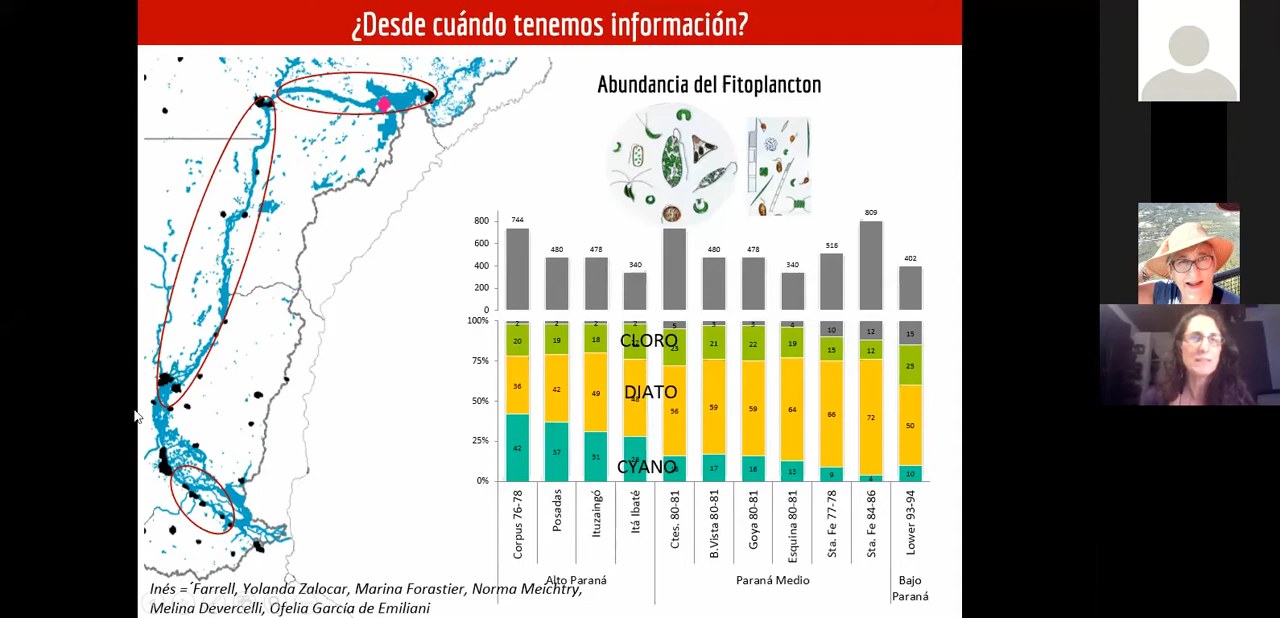 ¿Desde cuándo tenemos información?
Abundancia del Fitoplancton
800
600
400
200
0
744
480
478
340
480
478
340
516
809
402
100%
75%
50%
25%
0%
2 2 2 2 5 3 3 4 10 12 15
20 19 18 23 21 22 19 15 12 25
36 42 49 48 56 59 59 64 66 72 50
42 37 31 28 17 16 13 9 4 10
CLORO
DIATO
CYANO
Corpus 76-78
Posadas
Ituzaingó
Itá Ibaté
Ctes. 80-81
B.Vista 80-81
Goya 80-81
Esquina 80-81
Sta. Fe 77-78
Sta. Fe 84-86
Lower 93-94
Alto Paraná
Paraná Medio
Bajo
Paraná
Inés =´Farrell, Yolanda Zalocar, Marina Forastier, Norma Meichtry,
Melina Devercelli, Ofelia García de Emiliani